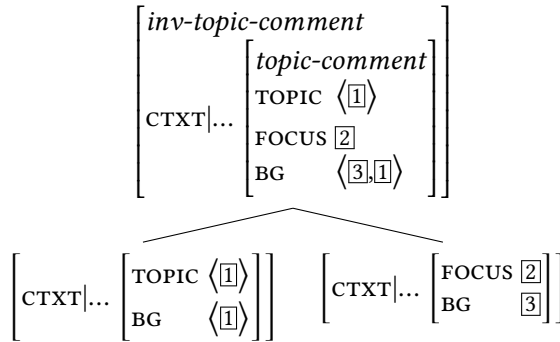 inv-topic-comment
topic-comment
TOPIC ⟨1⟩
CTXT|...
FOCUS 2
BG ⟨3,1⟩
CTXT|... TOPIC ⟨1⟩
BG ⟨1⟩
CTXT|... FOCUS 2
BG 3